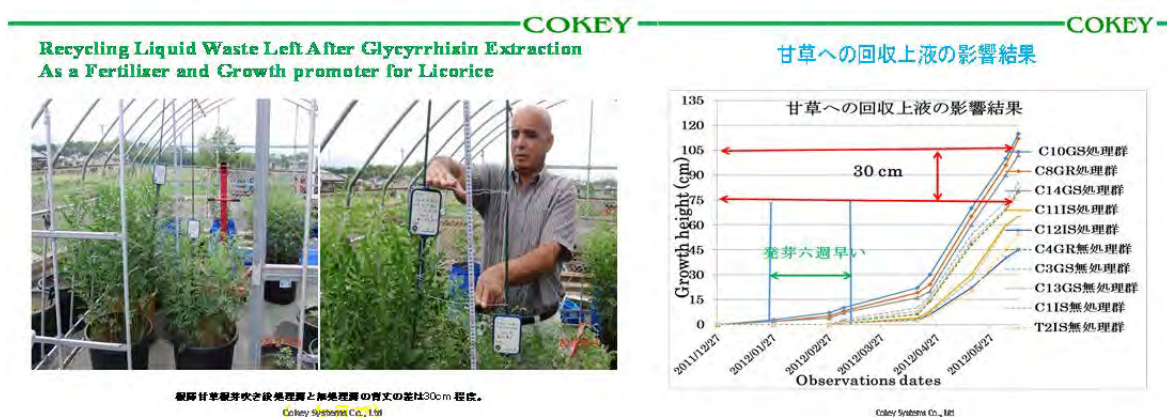 COKEY
Recycling Liquid Waste Left After Glycyrrhizin Extraction
As a Fertilizer and Growth promoter for Licorice
Cokey Systems Co., Ltd
COKEY
甘草への回収上液の影響結果
甘草への回収上液の影響結果
Growth height (cm)
135
120
105
90
75
60
45
30
15
0
30 cm
発芽六週早い
C10GS処理群
C8GR処理群
C14GS処理群
C11IS処理群
C12IS処理群
C4GR無処理群
C3GS無処理群
C13GS無処理群
C1IS無処理群
T2IS無処理群
2011/12/27
2012/01/27
2012/02/27
2012/03/27
2012/04/27
2012/05/27
Observations dates
Cokey Systems Co., Ltd